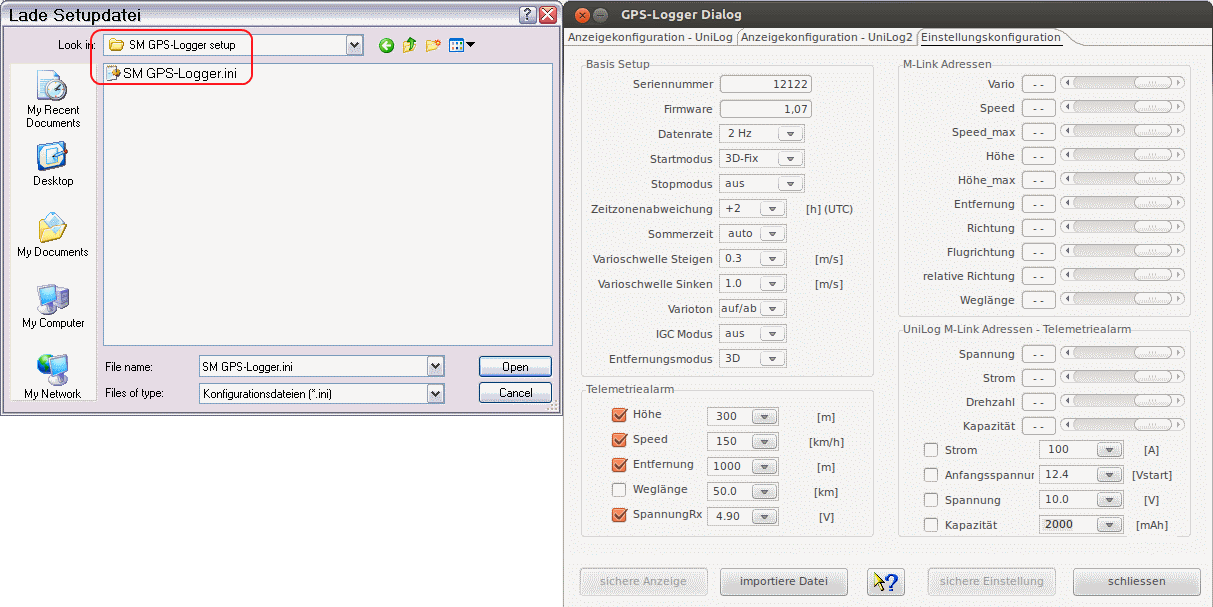 Lade Setupdatei
Look in: SM GPS-Logger setup
SM GPS-Logger.ini
My Recent
Documents
Desktop
My Documents
My Computer
My Network
File name: SM GPS-Logger.ini Open
Files of type: Konfigurationsdateien (*.ini) Cancel
GPS-Logger Dialog
Anzeigekonfiguration - UniLog Anzeigekonfiguration - UniLog2 Einstellungskonfiguration
Basis Setup
Seriennummer 12122
Firmware 1,07
Datenrate 2 Hz
Startmodus 3D-Fix
Stopmodus aus
Zeitzonenabweichung +2 [h] (UTC)
Sommerzeit auto
Varioschwelle Steigen 0.3 [m/s]
Varioschwelle Sinken 1.0 [m/s]
Varioton auf/ab
IGC Modus aus
Entfernungsmodus 3D
Telemetriealarm
Höhe 300 [m]
Speed 150 [km/h]
Entfernung 1000 [m]
Weglänge 50.0 [km]
SpannungRx 4.90 [V]
M-Link Adressen
Vario - -
Speed - -
Speed_max - -
Höhe - -
Höhe_max - -
Entfernung - -
Richtung - -
Flugrichtung - -
relative Richtung - -
Weglänge - -
UniLog M-Link Adressen - Telemetriealarm
Spannung - -
Strom - -
Drehzahl - -
Kapazität - -
Strom 100 [A]
Anfangsspannur 12.4 [Vstart]
Spannung 10.0 [V]
Kapazität 2000 [mAh]
sichere Anzeige importiere Datei ? sichere Einstellung schliessen